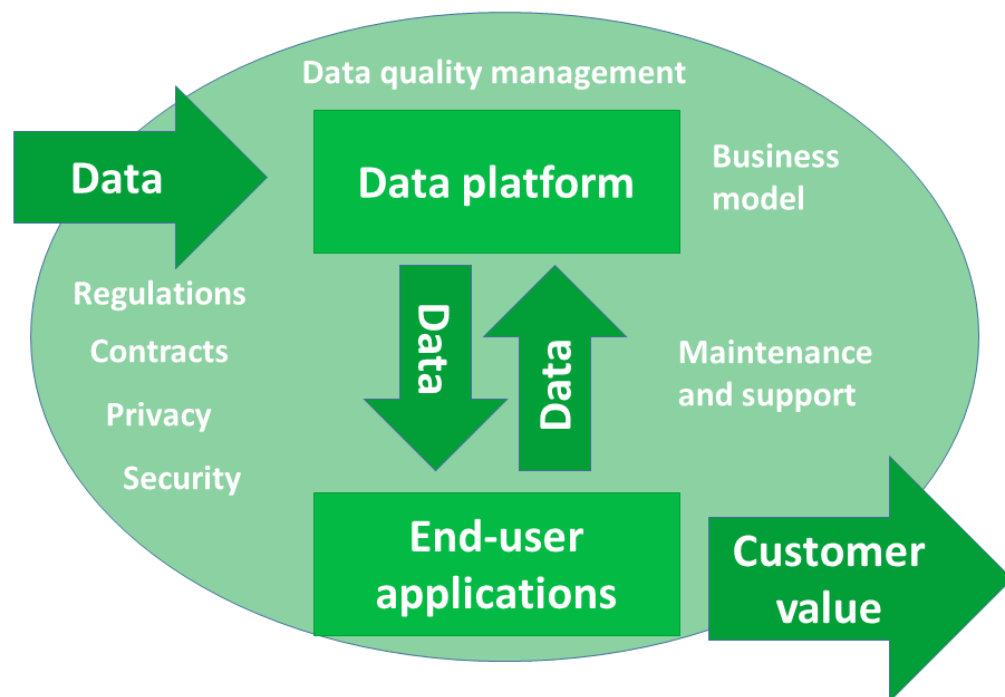 Data quality management
Data
Data platform
Business
model
Regulations
Contracts
Privacy
Security
Data
Data
Maintenance
and support
End-user
applications
Customer
value